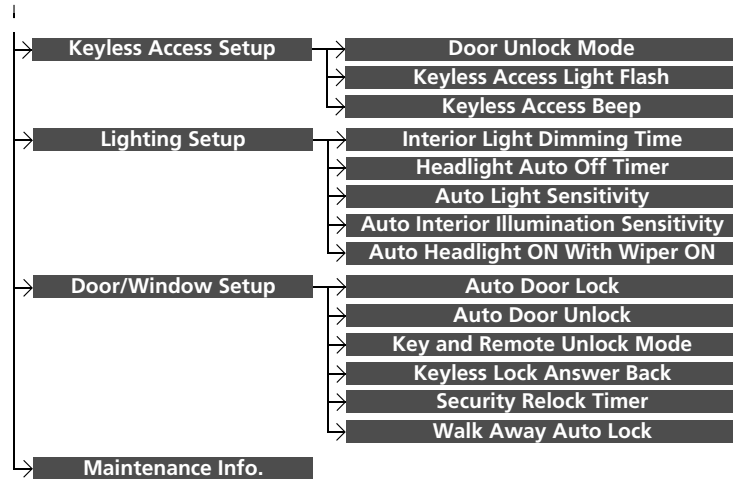 Keyless Access Setup
Door Unlock Mode
Keyless Access Light Flash
Keyless Access Beep
Lighting Setup
Interior Light Dimming Time
Headlight Auto Off Timer
Auto Light Sensitivity
Auto Interior Illumination Sensitivity
Auto Headlight ON With Wiper ON
Door/Window Setup
Auto Door Lock
Auto Door Unlock
Key and Remote Unlock Mode
Keyless Lock Answer Back
Security Relock Timer
Walk Away Auto Lock
Maintenance Info.